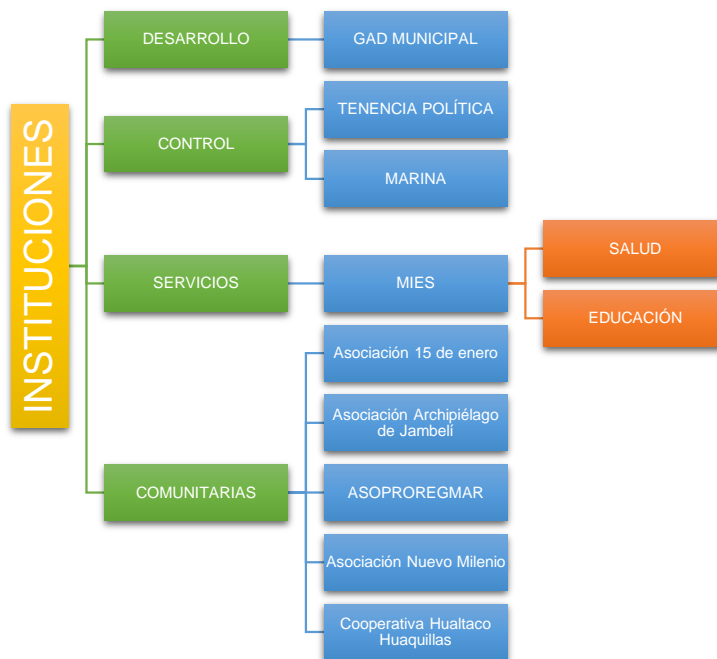 INSTITUCIONES
DESARROLLO
GAD MUNICIPAL
CONTROL
TENENCIA POLÍTICA
MARINA
SERVICIOS
MIES
SALUD
EDUCACIÓN
COMUNITARIAS
Asociación 15 de enero
Asociación Archipiélago
de Jambelí
ASOPROREGMAR
Asociación Nuevo Milenio
Cooperativa Hualtaco
Huaquillas